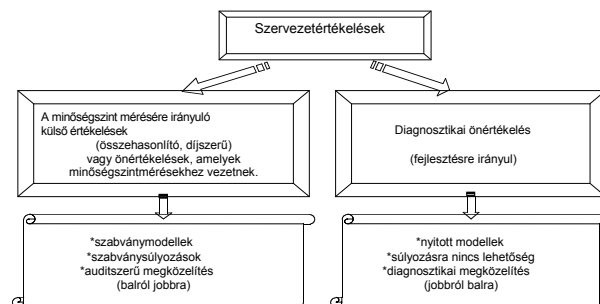 Szervezetértékelések
A minőségszint mérésére irányuló
külső értékelések
(összehasonlító, díjszerű)
vagy önértékelések, amelyek
minőségszintmérésekhez vezetnek.
Diagnosztikai önértékelés
(fejlesztésre irányul)
*szabványmodellek
*szabványsúlyozások
*auditszerű megközelítés
(balról jobbra)
*nyitott modellek
*súlyozásra nincs lehetőség
*diagnosztikai megközelítés
(jobbról balra)